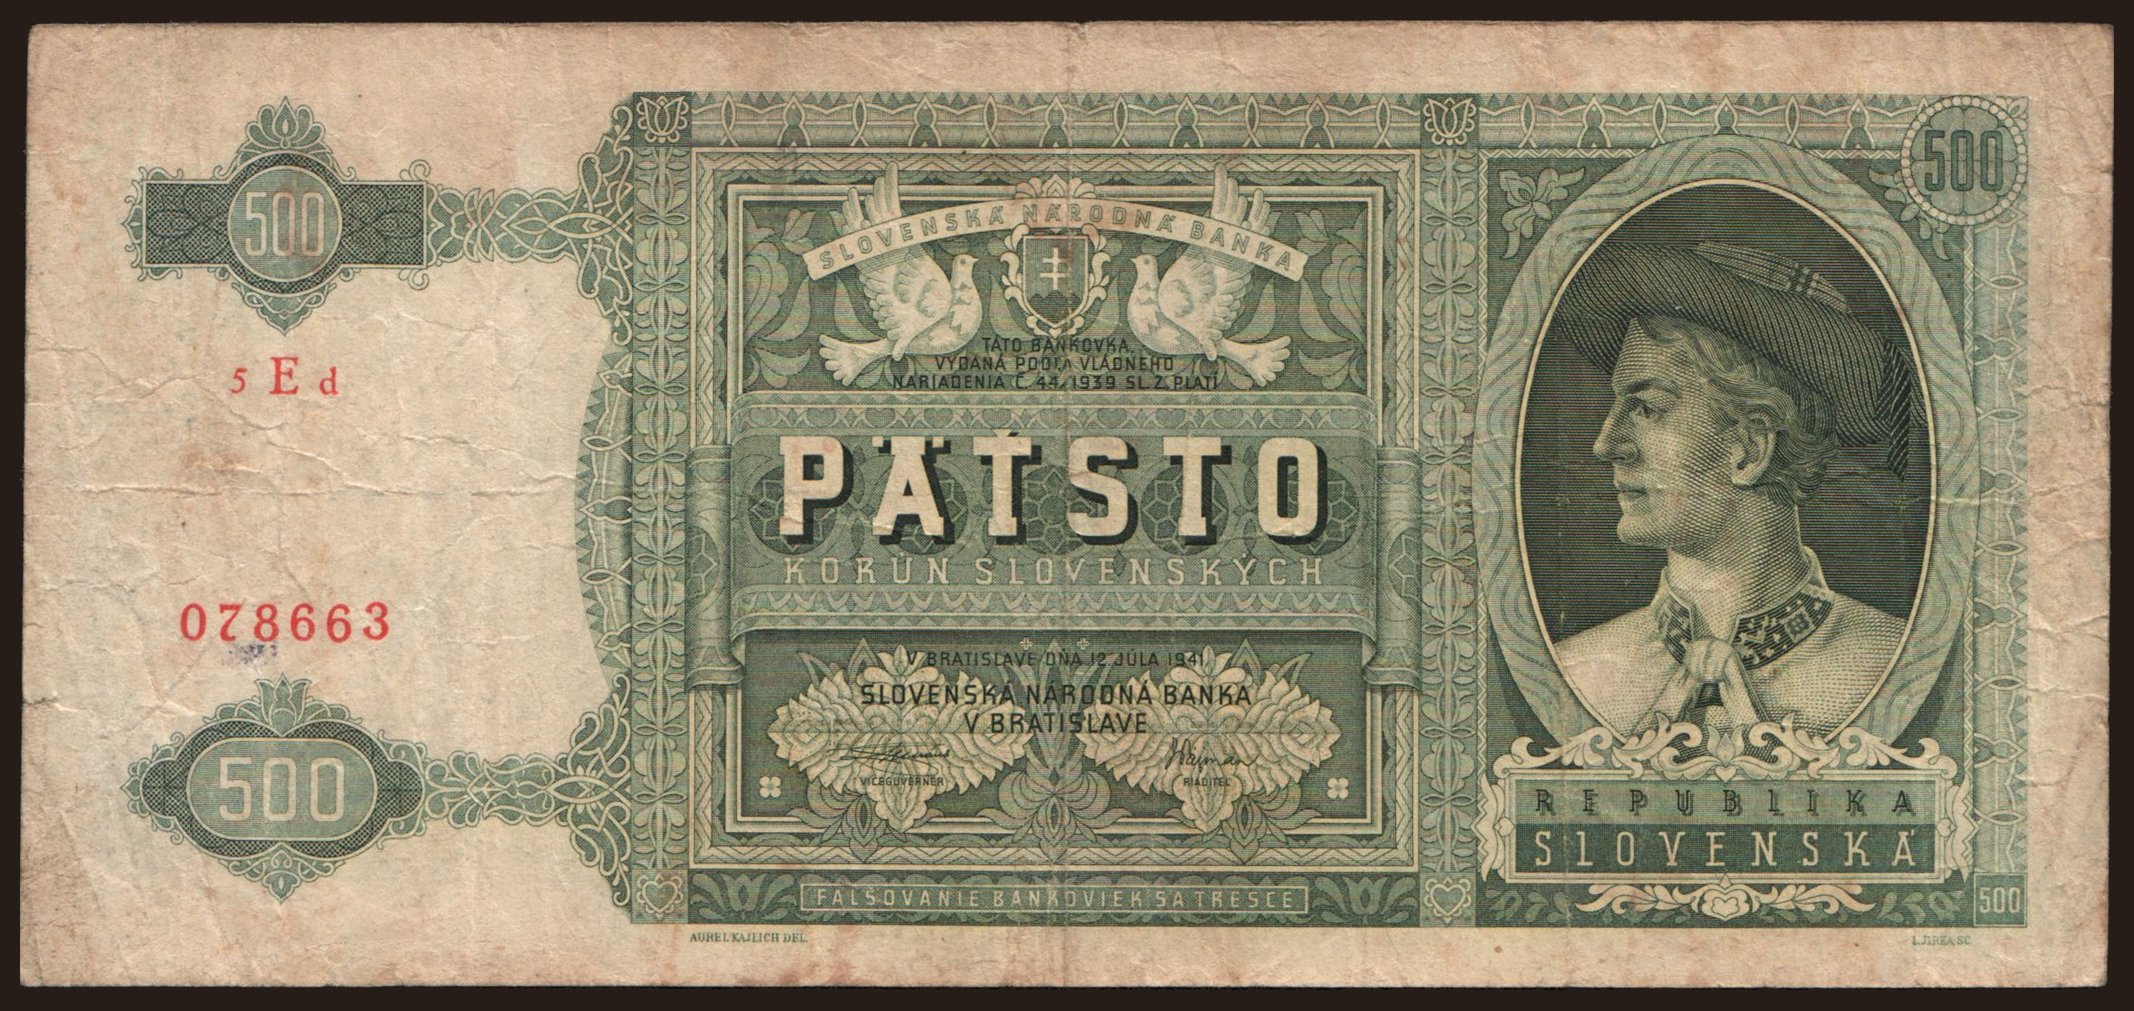 500
500
SLOVENSKÁ NÁRODNÁ BANKA
TÁTO BANKOVKA,
VYDANÁ PODĽA VLÁDNEHO
NARIADENIA Č. 44/1939 SL. Z. PLATÍ
5 E d
PÄŤSTO
KORÚN SLOVENSKÝCH
078663
V BRATISLAVE DŇA 12. JÚLA 1941
SLOVENSKÁ NÁRODNÁ BANKA
V BRATISLAVE
VICEGUVERNÉR
RIADITEĽ
500
REPUBLIKA
SLOVENSKÁ
FALŠOVANIE BANKOVIEK SA TRESCE
500
AUREL KAJLICH DEL.
L. JIRKA SC.